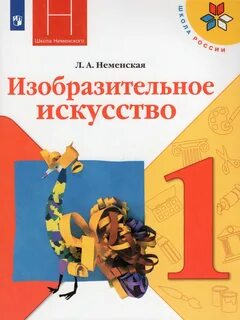 Школа Неменского
ШКОЛА РОССИИ
Л. А. Неменская
Изобразительное
искусство
1